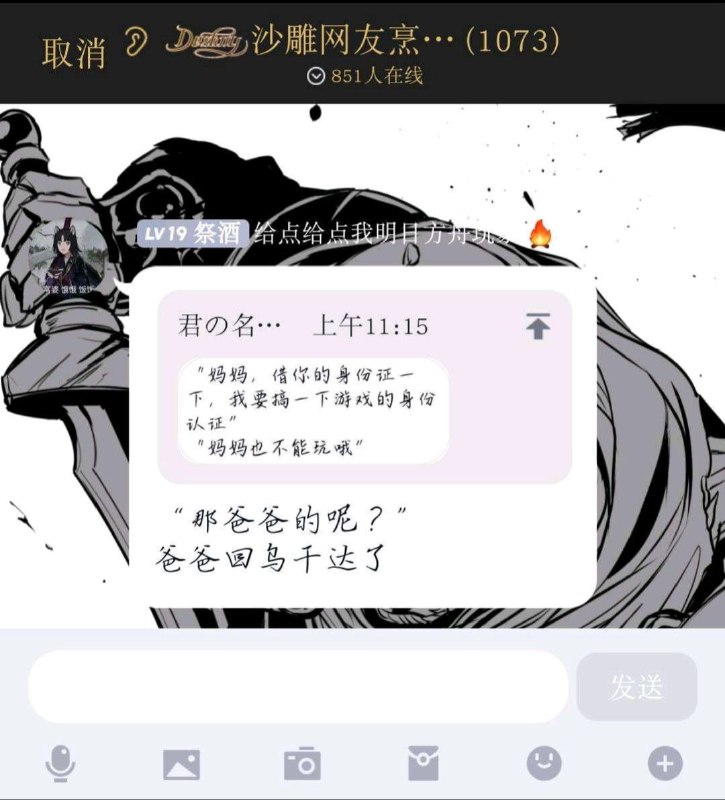 取消
Destiny 沙雕网友烹… (1073)
851人在线
LV19 祭酒 给点给点我明日方舟玩
君の名… 上午11:15
"妈妈，借你的身份证一
下，我要搞一下游戏的身份
认证"
"妈妈也不能玩哦"
"那爸爸的呢？"
爸爸回乌干达了
发送